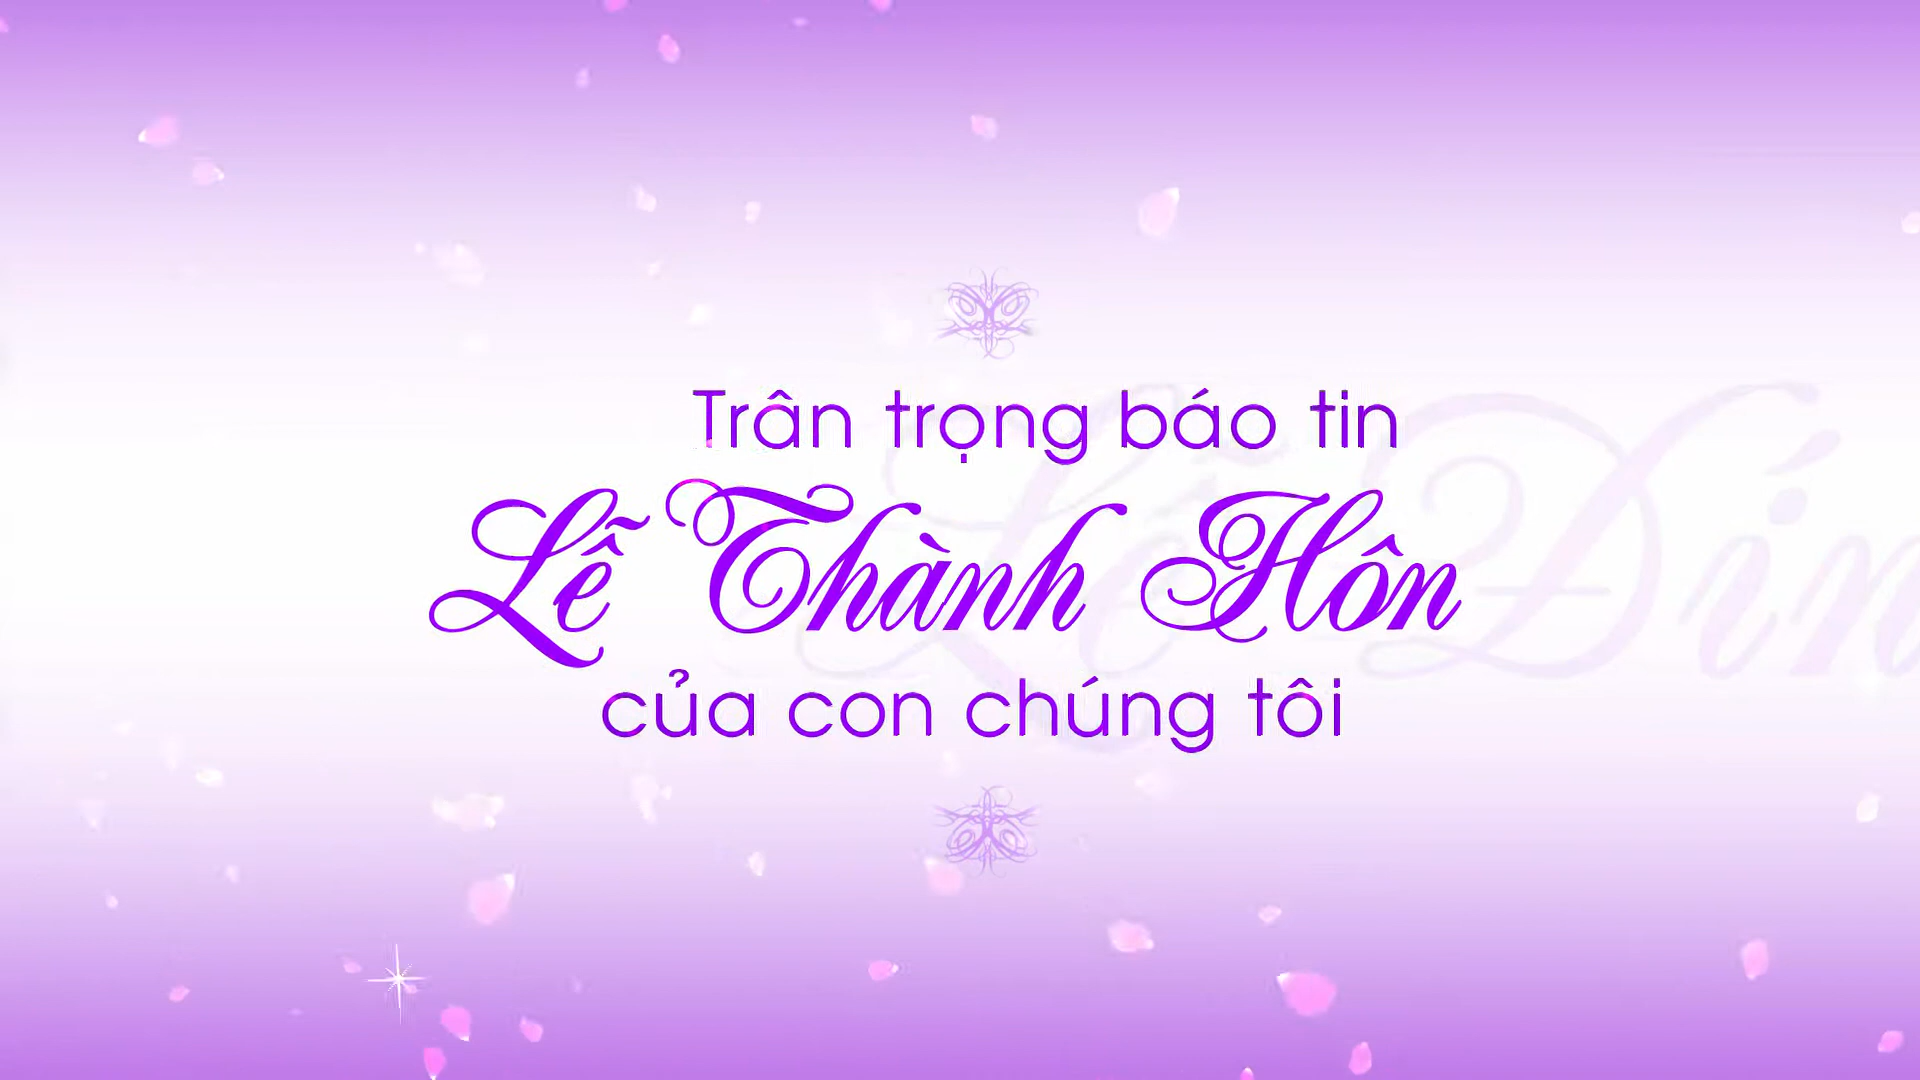 Trân trọng báo tin
Lễ Thành Hôn
của con chúng tôi